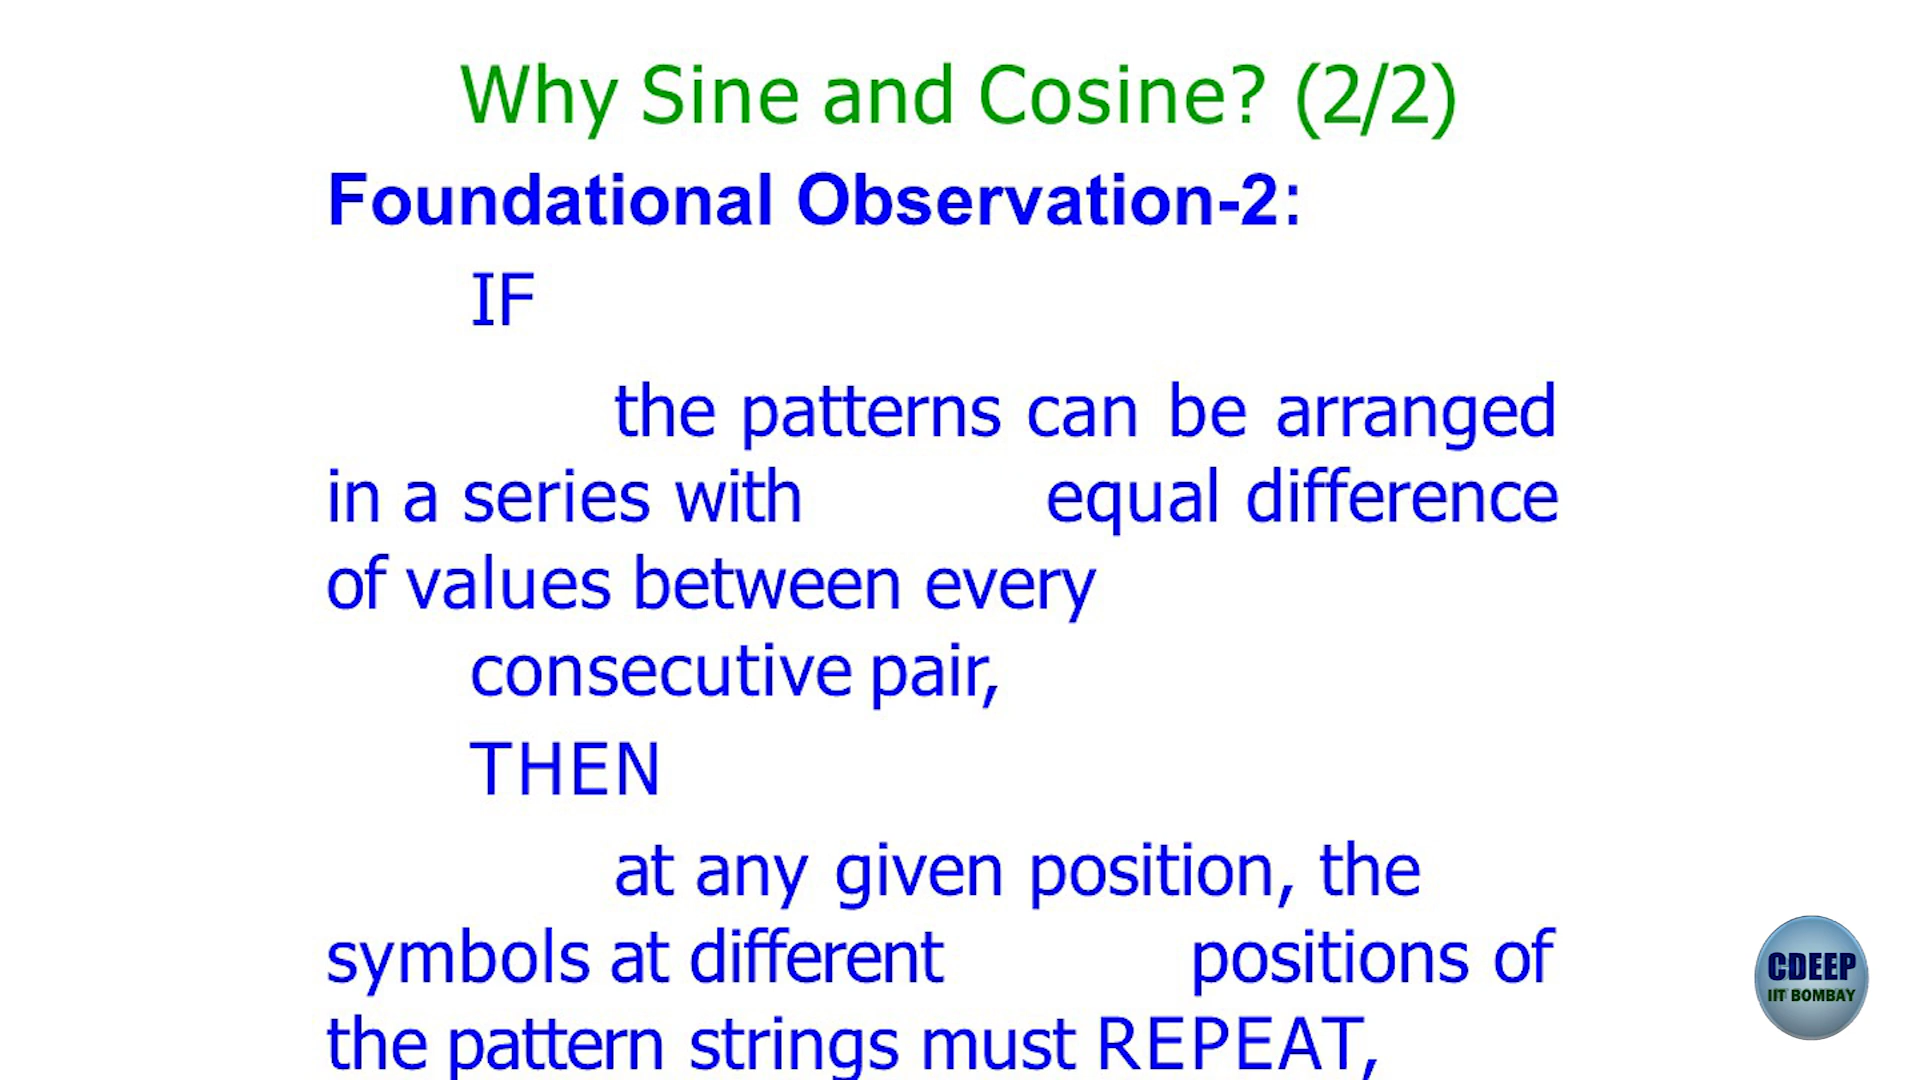 Why Sine and Cosine? (2/2)
Foundational Observation-2:
IF
the patterns can be arranged
in a series with equal difference
of values between every
consecutive pair,
THEN
at any given position, the
symbols at different positions of
the pattern strings must REPEAT,
CDEEP
IIT BOMBAY